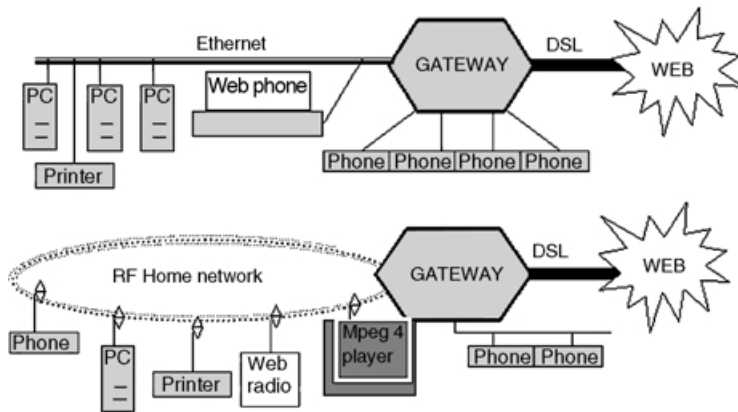 Ethernet
GATEWAY
DSL
WEB
PC
PC
PC
Web phone
Printer
Phone Phone Phone Phone
RF Home network
GATEWAY
DSL
WEB
Phone
PC
Printer
Web
radio
Mpeg 4
player
Phone Phone